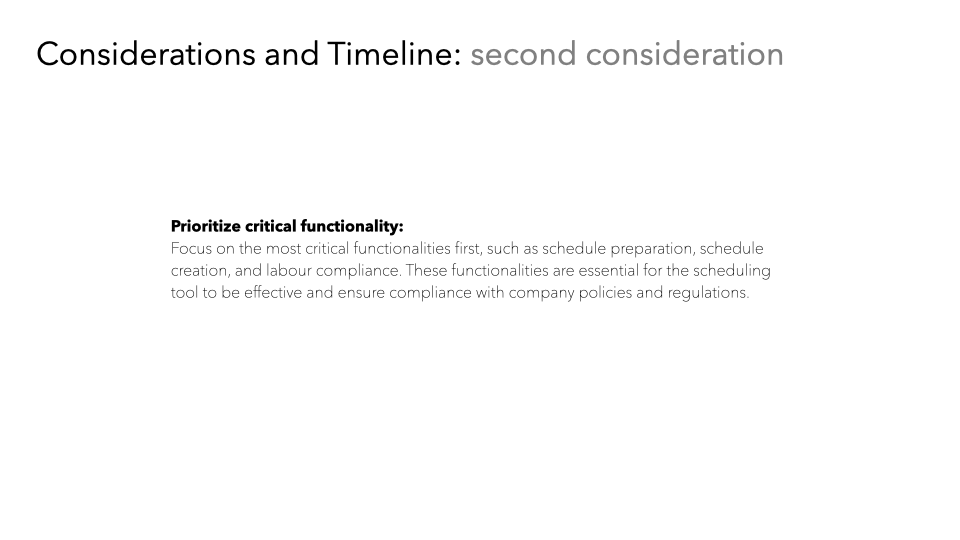 Considerations and Timeline: second consideration
Prioritize critical functionality:
Focus on the most critical functionalities first, such as schedule preparation, schedule
creation, and labour compliance. These functionalities are essential for the scheduling
tool to be effective and ensure compliance with company policies and regulations.